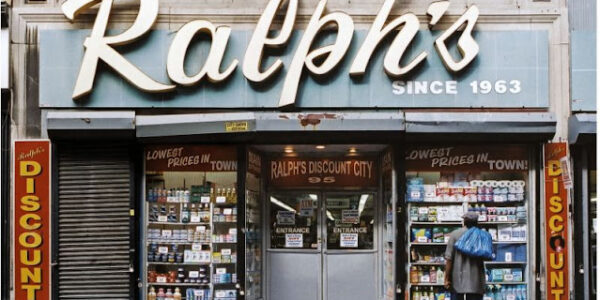 Ralph's
SINCE 1963
LOWEST PRICES IN TOWN!
RALPH'S DISCOUNT CITY
95
LOWEST PRICES IN TOWN!
Ralph's
DISCOUNT
ENTRANCE
ENTRANCE
DISCOUNT